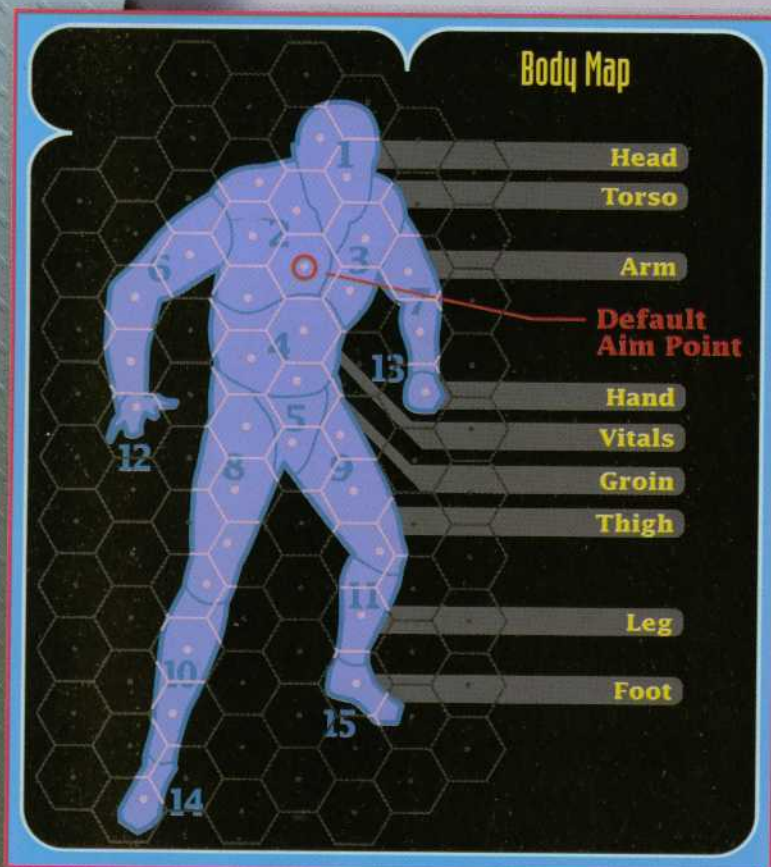 Body Map
1
Head
Torso
2
3
Arm
6
7
Default
Aim Point
4
13
Hand
5
Vitals
12
8
9
Groin
Thigh
11
Leg
10
Foot
15
14